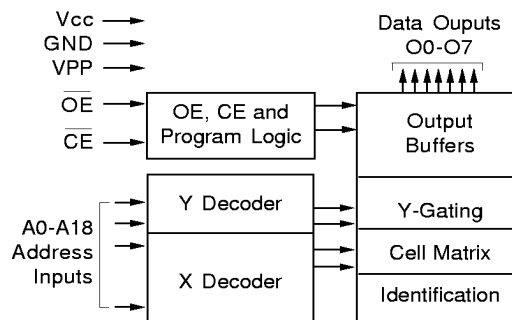 Vcc
GND
VPP
OE
CE
OE, CE and
Program Logic
Data Ouputs
O0-O7
Output
Buffers
A0-A18
Address
Inputs
Y Decoder
X Decoder
Y-Gating
Cell Matrix
Identification